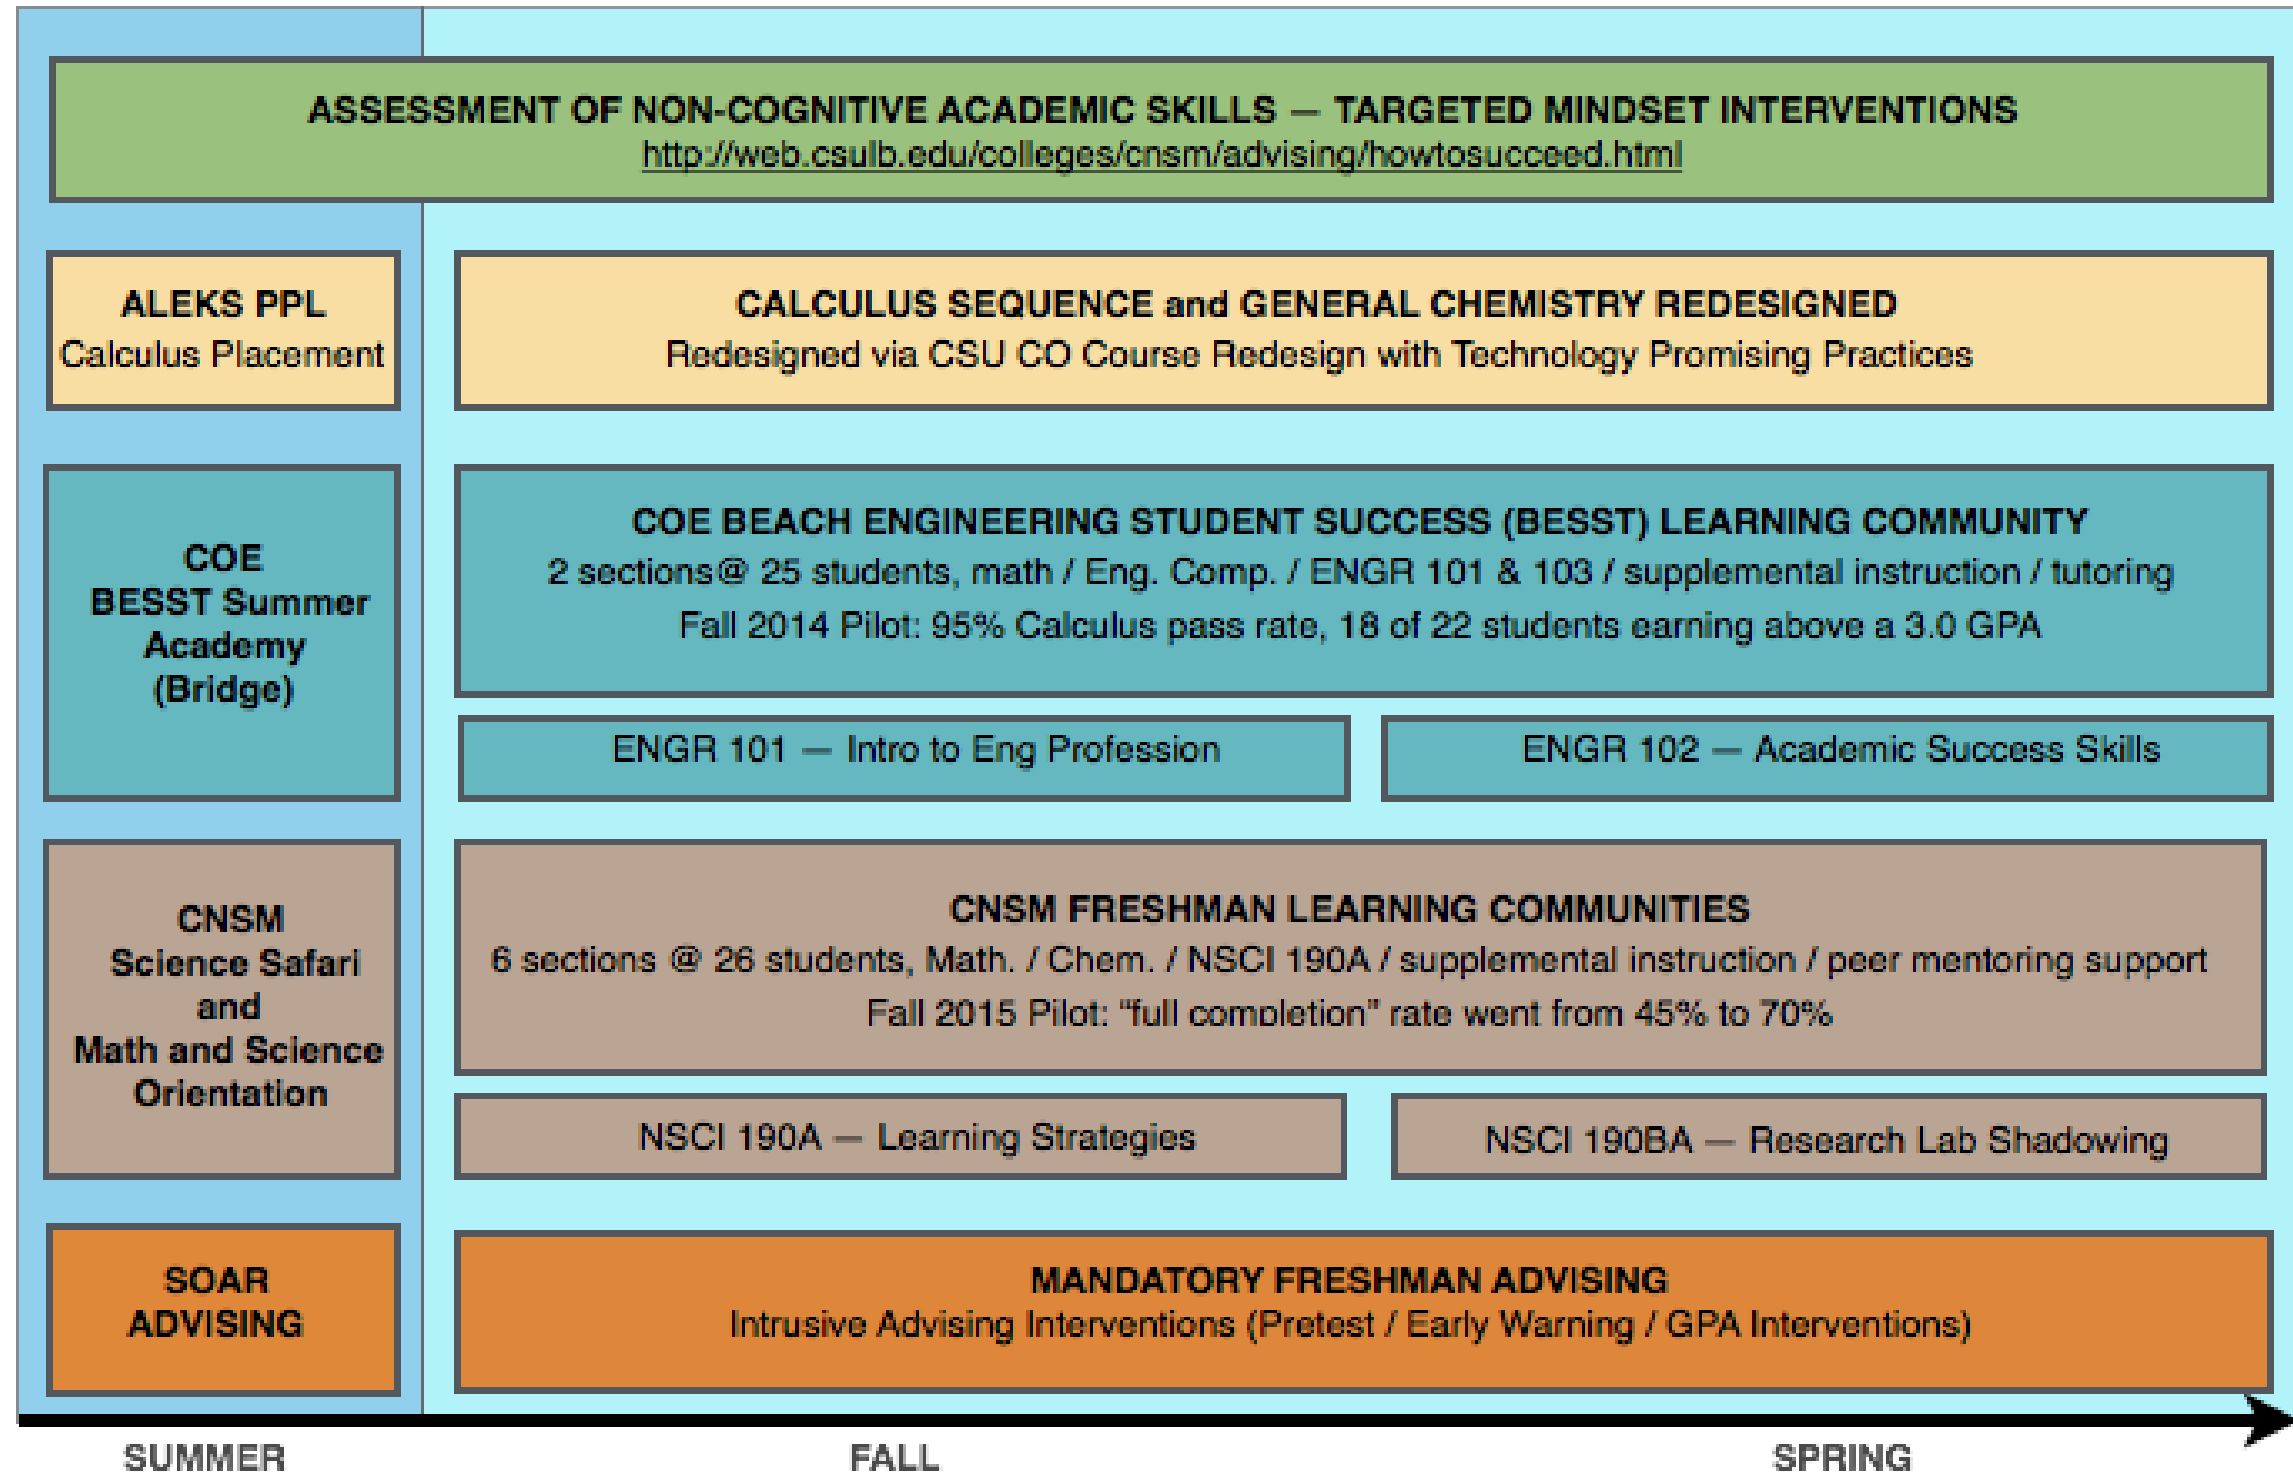 ASSESSMENT OF NON-COGNITIVE ACADEMIC SKILLS — TARGETED MINDSET INTERVENTIONS
http://web.csulb.edu/colleges/cnsm/advising/howtosucceed.html
ALEKS PPL
Calculus Placement
CALCULUS SEQUENCE and GENERAL CHEMISTRY REDESIGNED
Redesigned via CSU CO Course Redesign with Technology Promising Practices
COE
BESST Summer
Academy
(Bridge)
COE BEACH ENGINEERING STUDENT SUCCESS (BESST) LEARNING COMMUNITY
2 sections@ 25 students, math / Eng. Comp. / ENGR 101 & 103 / supplemental instruction / tutoring
Fall 2014 Pilot: 95% Calculus pass rate, 18 of 22 students earning above a 3.0 GPA
ENGR 101 — Intro to Eng Profession
ENGR 102 — Academic Success Skills
CNSM
Science Safari
and
Math and Science
Orientation
CNSM FRESHMAN LEARNING COMMUNITIES
6 sections @ 26 students, Math. / Chem. / NSCI 190A / supplemental instruction / peer mentoring support
Fall 2015 Pilot: “full completion” rate went from 45% to 70%
NSCI 190A — Learning Strategies
NSCI 190BA — Research Lab Shadowing
SOAR
ADVISING
MANDATORY FRESHMAN ADVISING
Intrusive Advising Interventions (Pretest / Early Warning / GPA Interventions)
SUMMER
FALL
SPRING